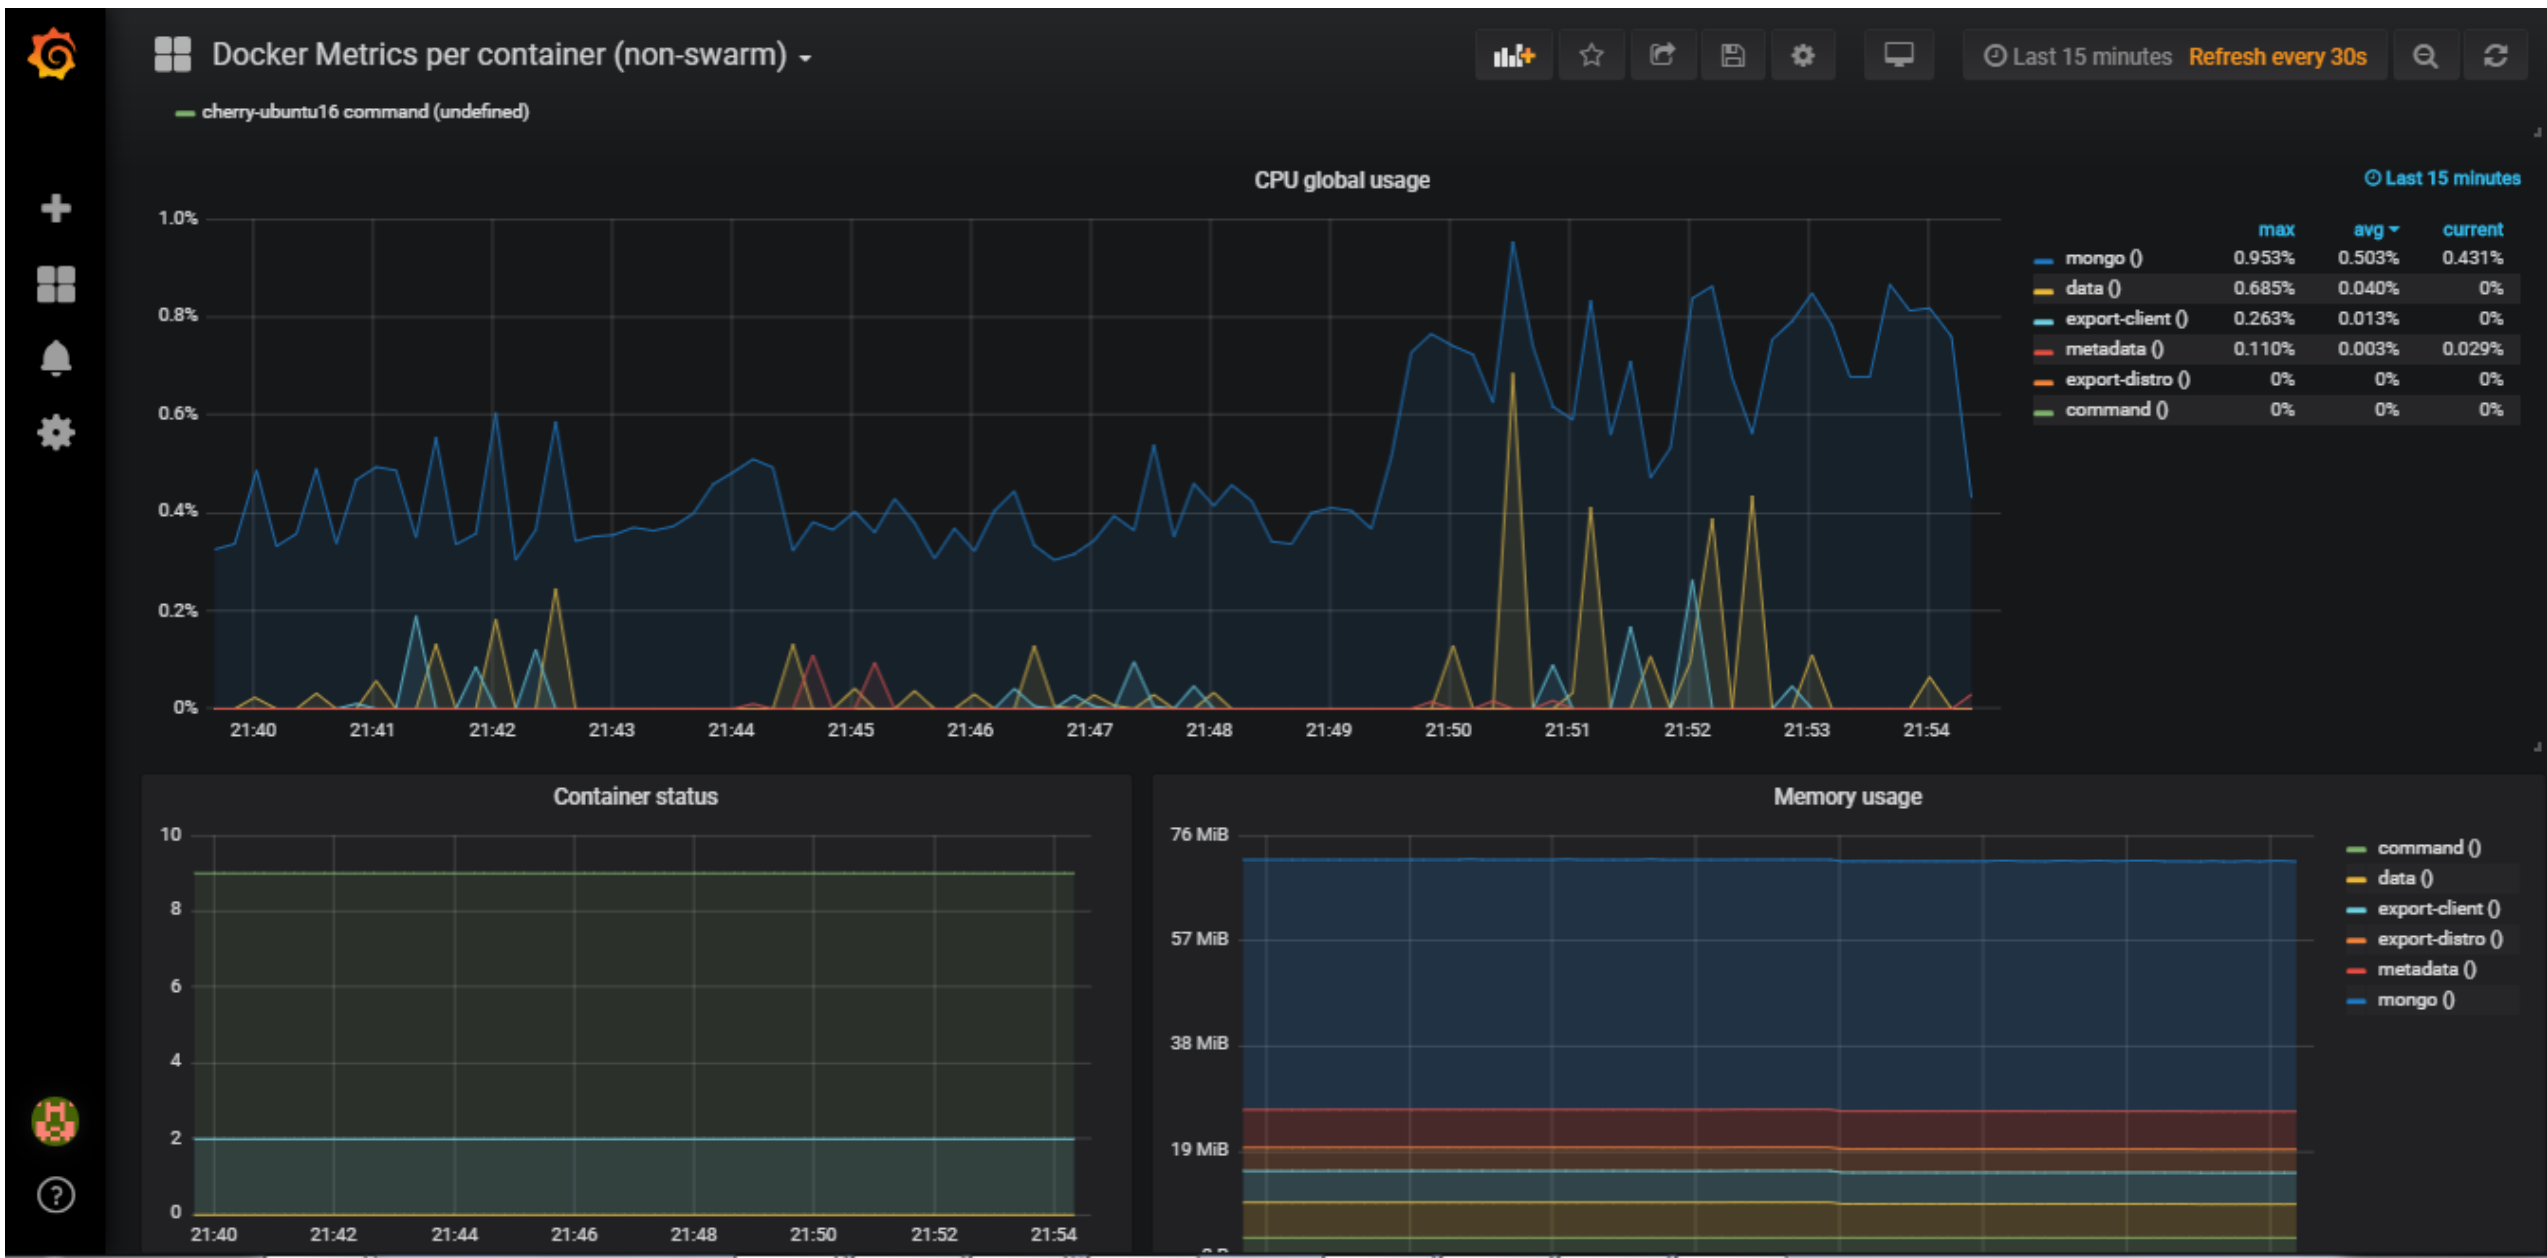 Docker Metrics per container (non-swarm)
Last 15 minutes Refresh every 30s
cherry-ubuntu16 command (undefined)
CPU global usage
Last 15 minutes
1.0%
0.8%
0.6%
0.4%
0.2%
0%
21:40 21:41 21:42 21:43 21:44 21:45 21:46 21:47 21:48 21:49 21:50 21:51 21:52 21:53 21:54
max avg current
mongo () 0.953% 0.503% 0.431%
data () 0.685% 0.040% 0%
export-client () 0.263% 0.013% 0%
metadata () 0.110% 0.003% 0.029%
export-distro () 0% 0% 0%
command () 0% 0% 0%
Container status
10
8
6
4
2
0
21:40 21:42 21:44 21:46 21:48 21:50 21:52 21:54
Memory usage
76 MiB
57 MiB
38 MiB
19 MiB
command ()
data ()
export-client ()
export-distro ()
metadata ()
mongo ()